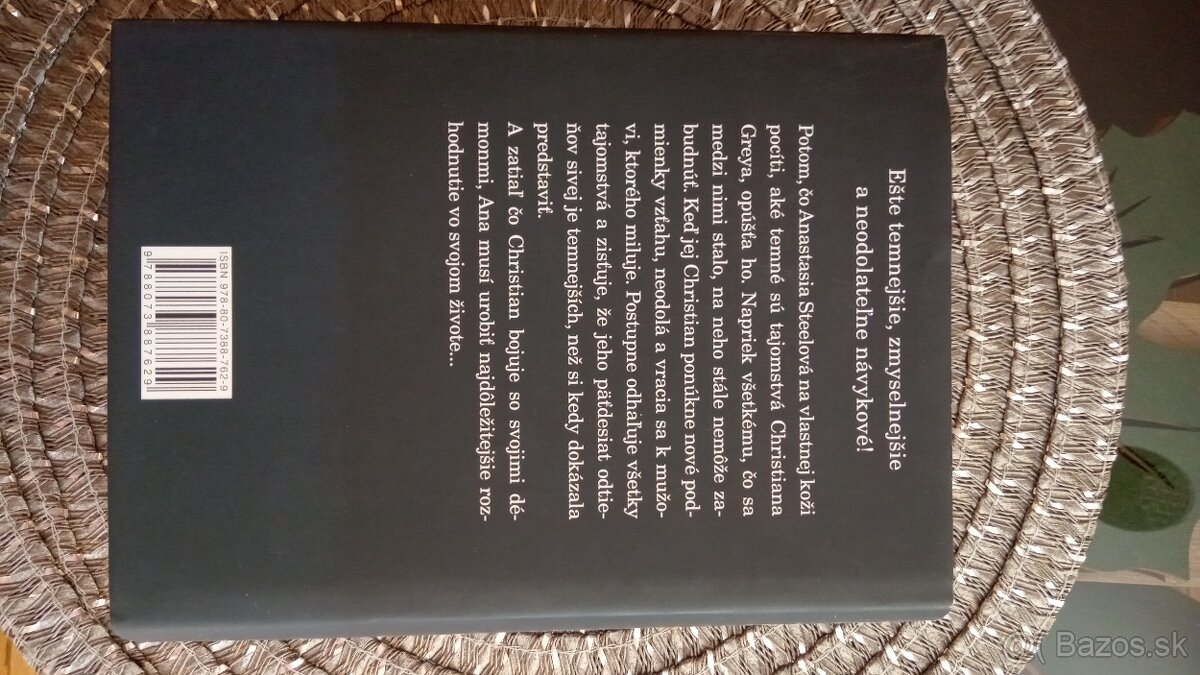 Ešte temnejšie, zmyselnejšie
a neodolateľne návykové!
Potom, čo Anastasia Steelová na vlastnej koži
pocíti, aké temné sú tajomstvá Christiana
Greya, opúšťa ho. Napriek všetkému, čo sa
medzi nimi stalo, na neho stále nemôže za-
budnúť. Keď jej Christian ponúkne nové pod-
mienky vzťahu, neodolá a vracia sa k mužo-
vi, ktorého miluje. Postupne odhaľuje všetky
tajomstvá a zisťuje, že jeho päťdesiat odtie-
ňov sivej je temnejších, než si kedy dokázala
predstaviť.
A zatiaľ čo Christian bojuje so svojimi dé-
monmi, Ana musí urobiť najdôležitejšie roz-
hodnutie vo svojom živote...
ISBN 978-80-7388-762-9
9 788073 887629
Bazos.sk